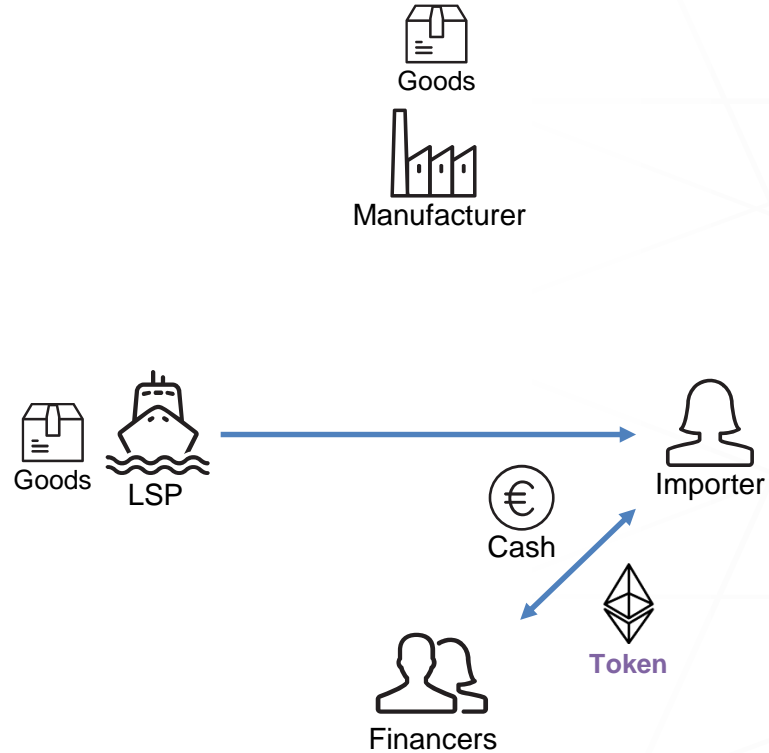 Goods
Manufacturer
Goods
LSP
Importer
€
Cash
Token
Financers